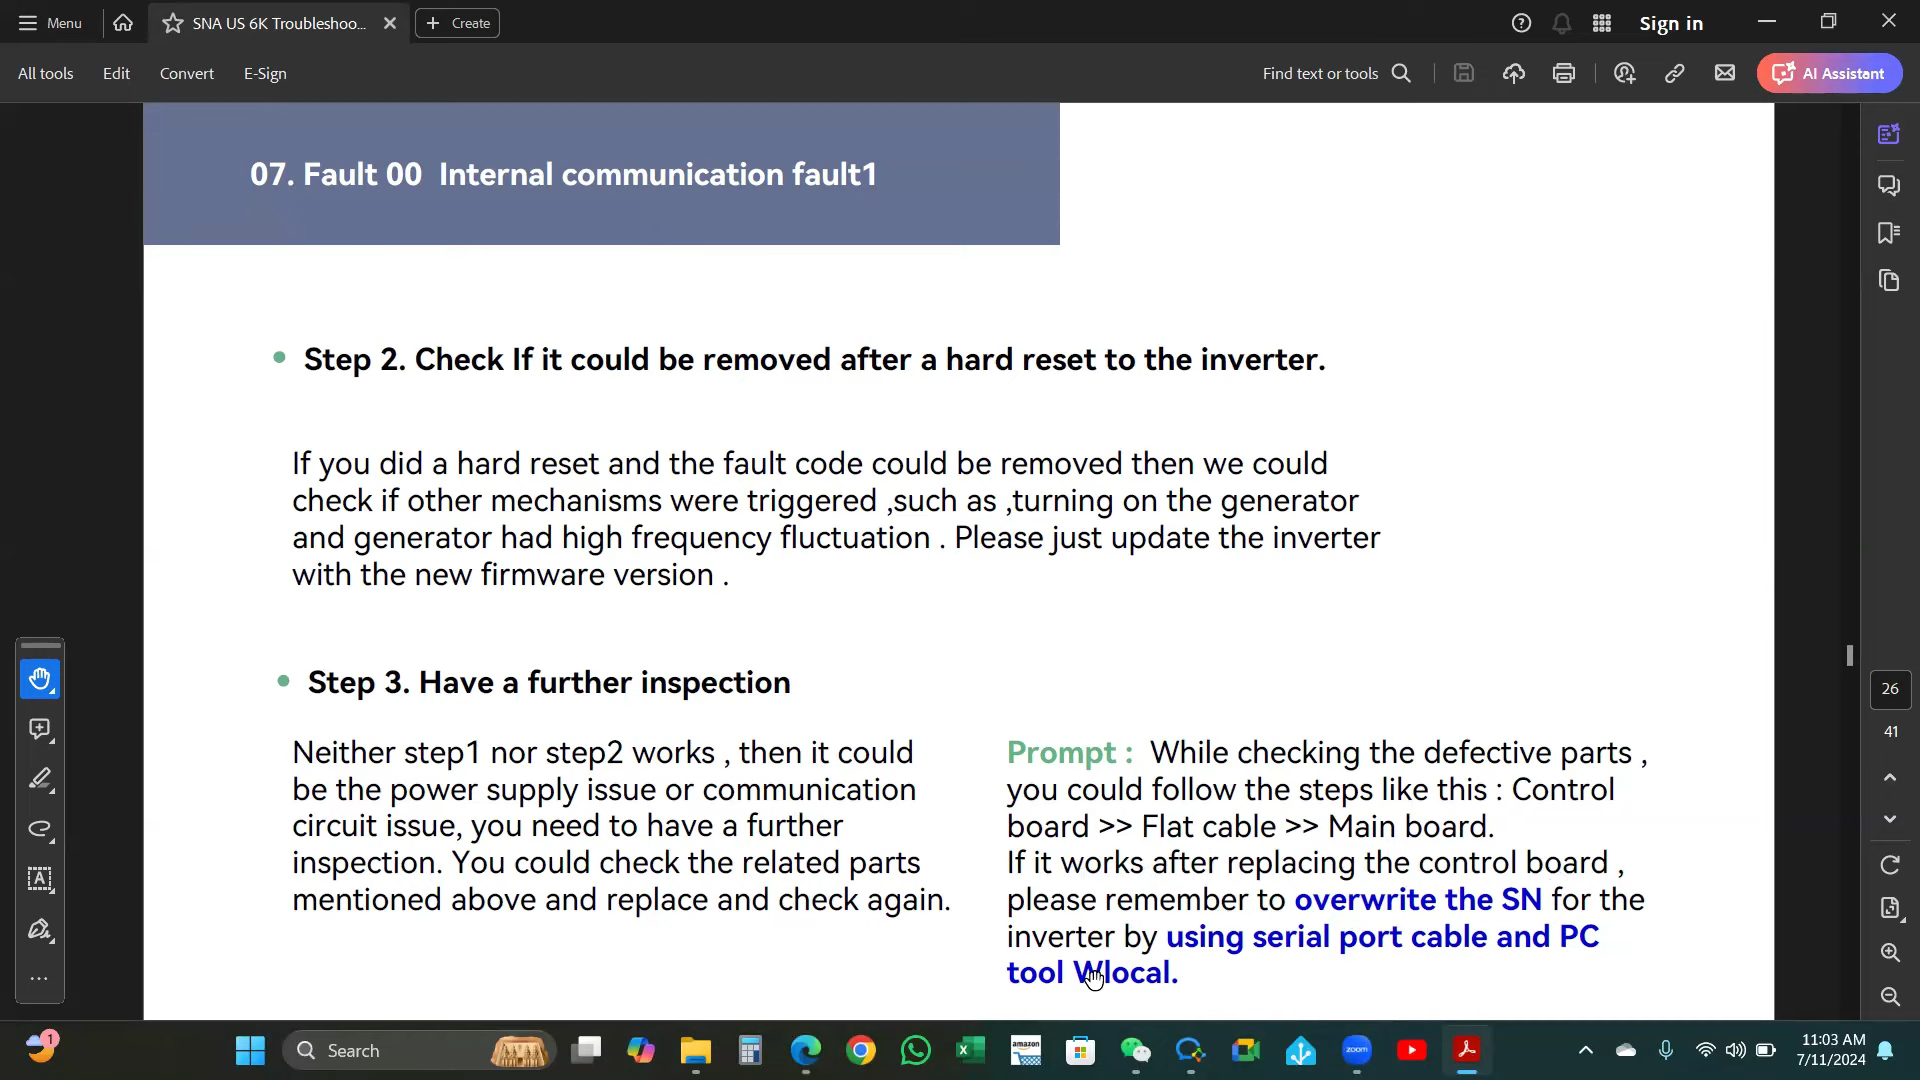 Menu
SNA US 6K Troubleshoo...
Create
Sign in
All tools
Edit
Convert
E-Sign
Find text or tools
AI Assistant
07. Fault 00 Internal communication fault1
Step 2. Check If it could be removed after a hard reset to the inverter.
If you did a hard reset and the fault code could be removed then we could
check if other mechanisms were triggered ,such as ,turning on the generator
and generator had high frequency fluctuation . Please just update the inverter
with the new firmware version .
Step 3. Have a further inspection
Neither step1 nor step2 works , then it could
be the power supply issue or communication
circuit issue, you need to have a further
inspection. You could check the related parts
mentioned above and replace and check again.
Prompt : While checking the defective parts ,
you could follow the steps like this : Control
board >> Flat cable >> Main board.
If it works after replacing the control board ,
please remember to overwrite the SN for the
inverter by using serial port cable and PC
tool Wlocal.
26
41
1
Search
amazon
zoom
11:03 AM
7/11/2024